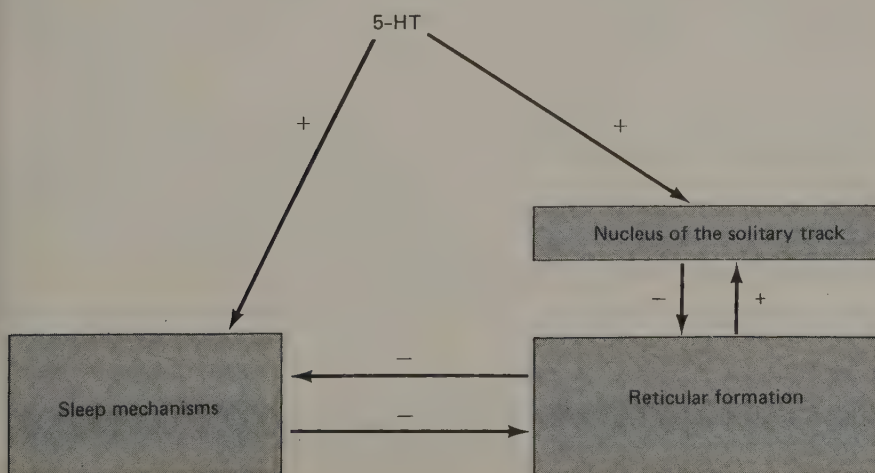 5-HT
+
+
Nucleus of the solitary track
−
+
−
Sleep mechanisms
Reticular formation
−